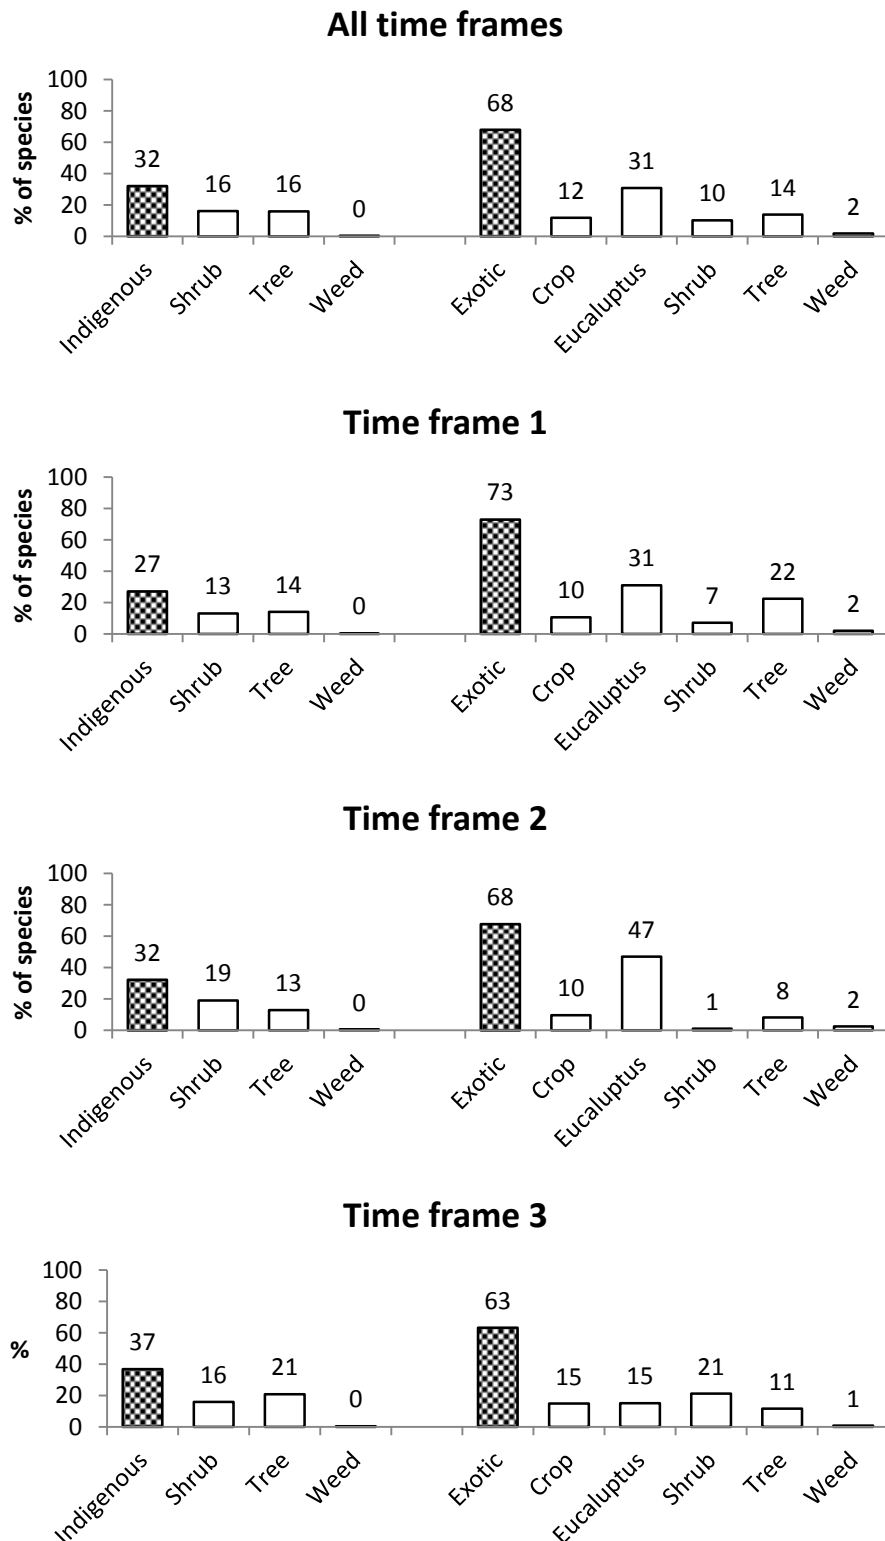 All time frames
% of species
100
80
60
40
20
0
32
16
16
0
68
12
31
10
14
2
Indigenous
Shrub
Tree
Weed
Exotic
Crop
Eucaluptus
Shrub
Tree
Weed
Time frame 1
% of species
100
80
60
40
20
0
27
13
14
0
73
10
31
7
22
2
Indigenous
Shrub
Tree
Weed
Exotic
Crop
Eucaluptus
Shrub
Tree
Weed
Time frame 2
% of species
100
80
60
40
20
0
32
19
13
0
68
10
47
1
8
2
Indigenous
Shrub
Tree
Weed
Exotic
Crop
Eucaluptus
Shrub
Tree
Weed
Time frame 3
%
100
80
60
40
20
0
37
16
21
0
63
15
15
21
11
1
Indigenous
Shrub
Tree
Weed
Exotic
Crop
Eucaluptus
Shrub
Tree
Weed